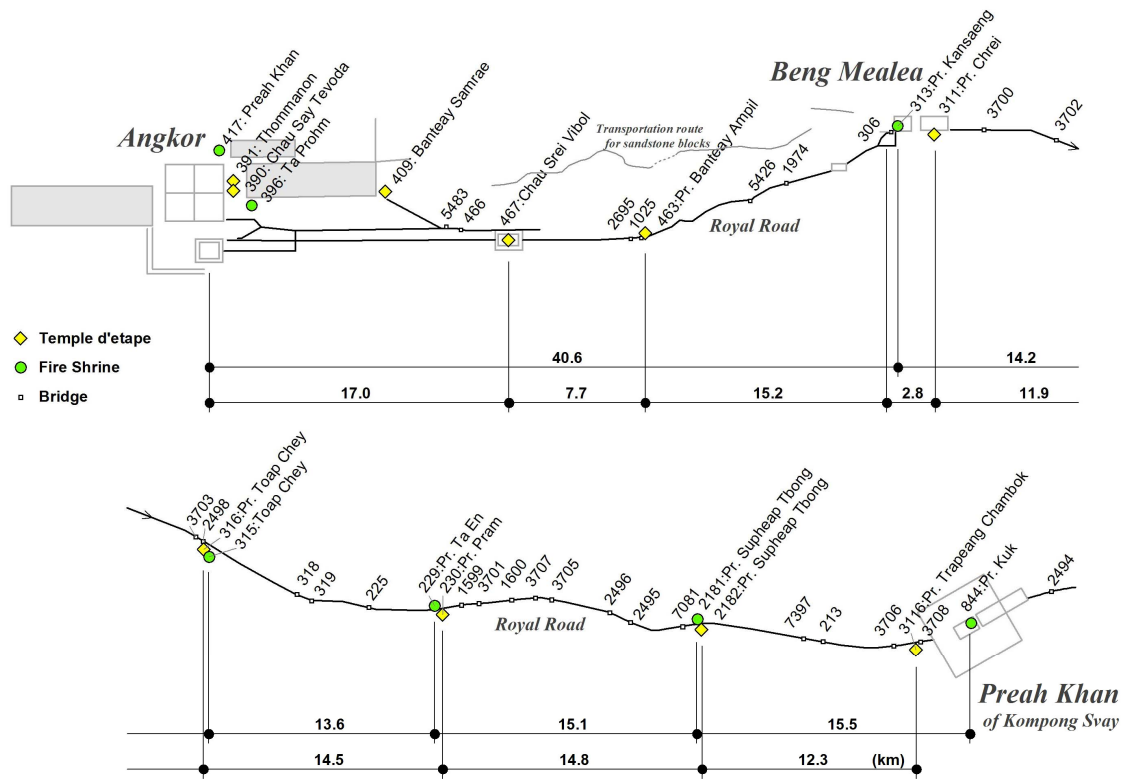 Angkor
417: Preah Khan
391: Thommanon
390: Chau Say Tevoda
396: Ta Prohm
409: Banteay Samrae
5483
466
467:Chau Srei Vibol
Transportation route
for sandstone blocks
2695
1025
463:Pr. Banteay Ampil
Royal Road
5426
1974
Beng Mealea
306
313:Pr. Kansaeng
311:Pr. Chrei
3700
3702
Temple d'etape
Fire Shrine
Bridge
40.6
14.2
17.0
7.7
15.2
2.8
11.9
3703
2498
316:Pr. Toap Chey
315:Toap Chey
318
319
225
229:Pr. Ta En
230:Pr. Pram
1599
3701
1600
3707
3705
Royal Road
2496
2495
7081
2181:Pr. Supheap Tbong
2182:Pr. Supheap Tbong
7397
213
3706
3116:Pr. Trapeang Chambok
3708
844:Pr. Kuk
2494
Preah Khan
of Kompong Svay
13.6
15.1
15.5
14.5
14.8
12.3
(km)